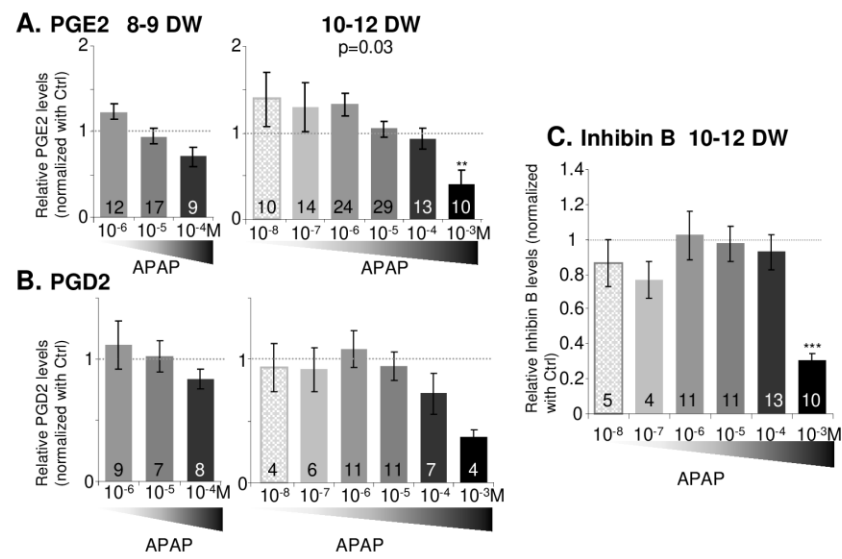 A. PGE2 8-9 DW
10-12 DW
p=0.03
Relative PGE2 levels
(normalized with Ctrl)
2
1
0
12 17 9
10-6 10-5 10-4M
APAP
2
1
0
**
10 14 24 29 13 10
10-8 10-7 10-6 10-5 10-4 10-3M
APAP
B. PGD2
Relative PGD2 levels
(normalized with Ctrl)
1
0
9 7 8
10-6 10-5 10-4M
APAP
1
0
4 6 11 11 7 4
10-8 10-7 10-6 10-5 10-4 10-3M
APAP
C. Inhibin B 10-12 DW
Relative Inhibin B levels (normalized
with Ctrl)
1.4
1.2
1
0.8
0.6
0.4
0.2
0
***
5 4 11 11 13 10
10-8 10-7 10-6 10-5 10-4 10-3M
APAP